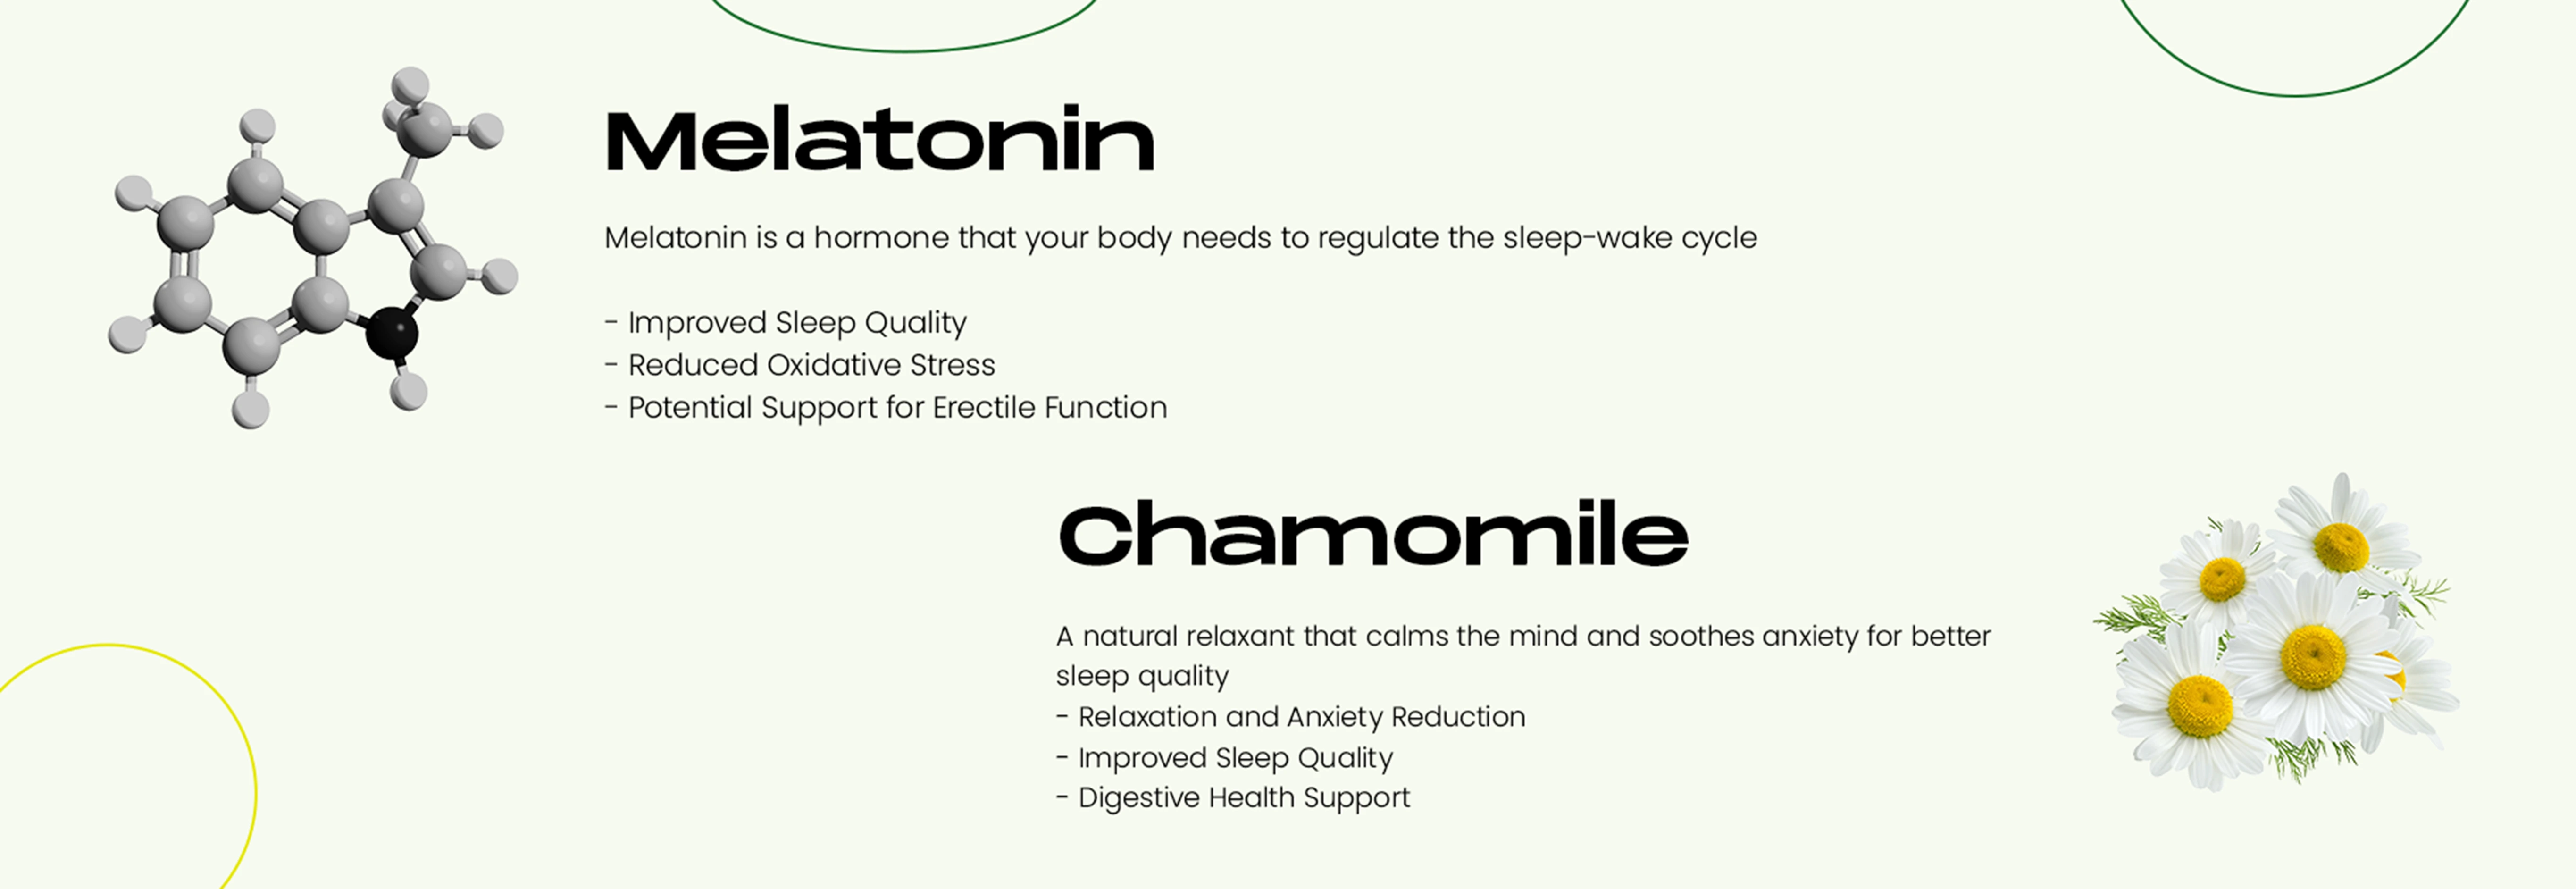 Melatonin
Melatonin is a hormone that your body needs to regulate the sleep-wake cycle
- Improved Sleep Quality
- Reduced Oxidative Stress
- Potential Support for Erectile Function
Chamomile
A natural relaxant that calms the mind and soothes anxiety for better
sleep quality
- Relaxation and Anxiety Reduction
- Improved Sleep Quality
- Digestive Health Support